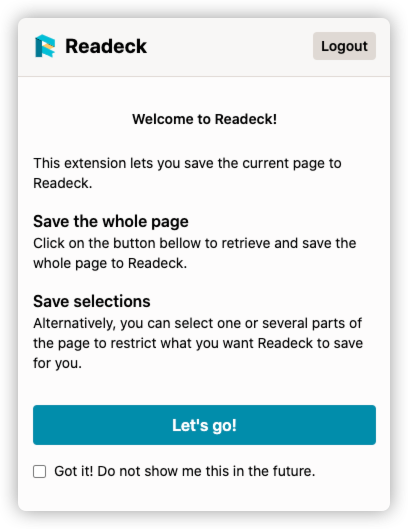 Readeck
Logout
Welcome to Readeck!
This extension lets you save the current page to
Readeck.
Save the whole page
Click on the button bellow to retrieve and save the
whole page to Readeck.
Save selections
Alternatively, you can select one or several parts of
the page to restrict what you want Readeck to save
for you.
Let's go!
Got it! Do not show me this in the future.